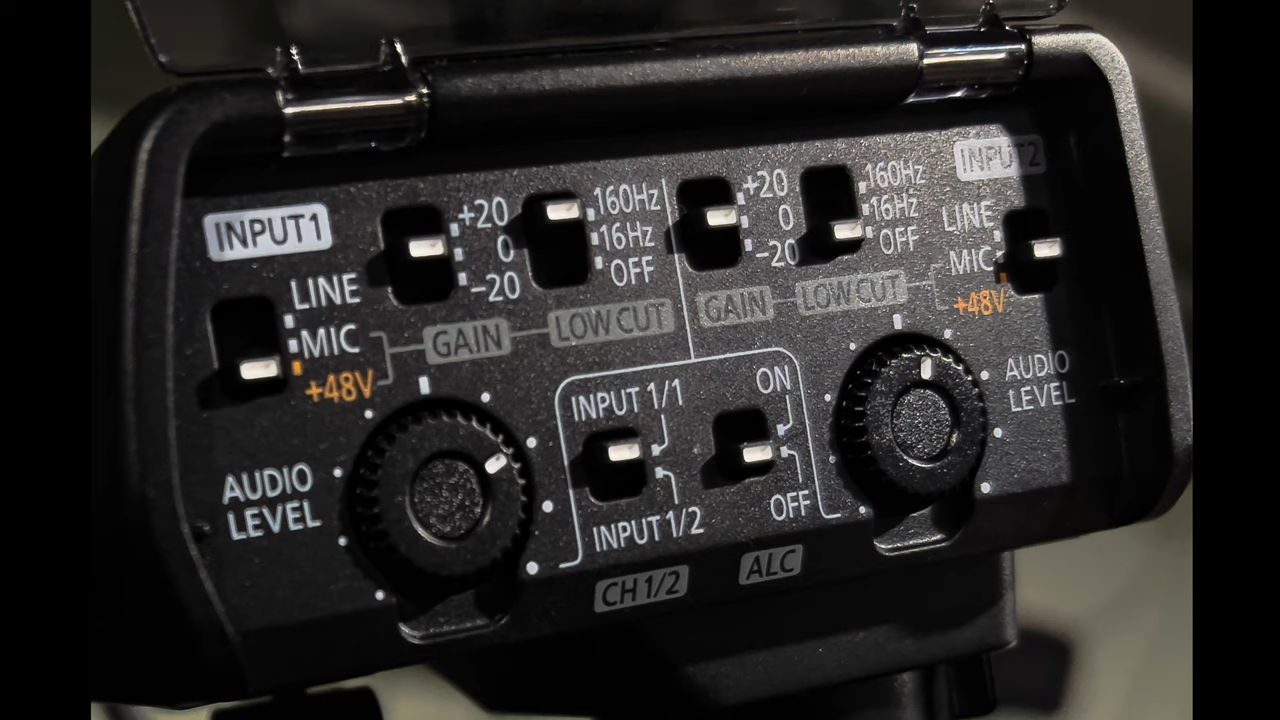 INPUT1
+20
0
−20
160Hz
16Hz
OFF
LINE
MIC
+48V
GAIN
LOW CUT
AUDIO
LEVEL
+20
0
−20
160Hz
16Hz
OFF
INPUT2
LINE
MIC
+48V
GAIN
LOW CUT
AUDIO
LEVEL
INPUT 1/1
INPUT 1/2
CH 1/2
ON
OFF
ALC